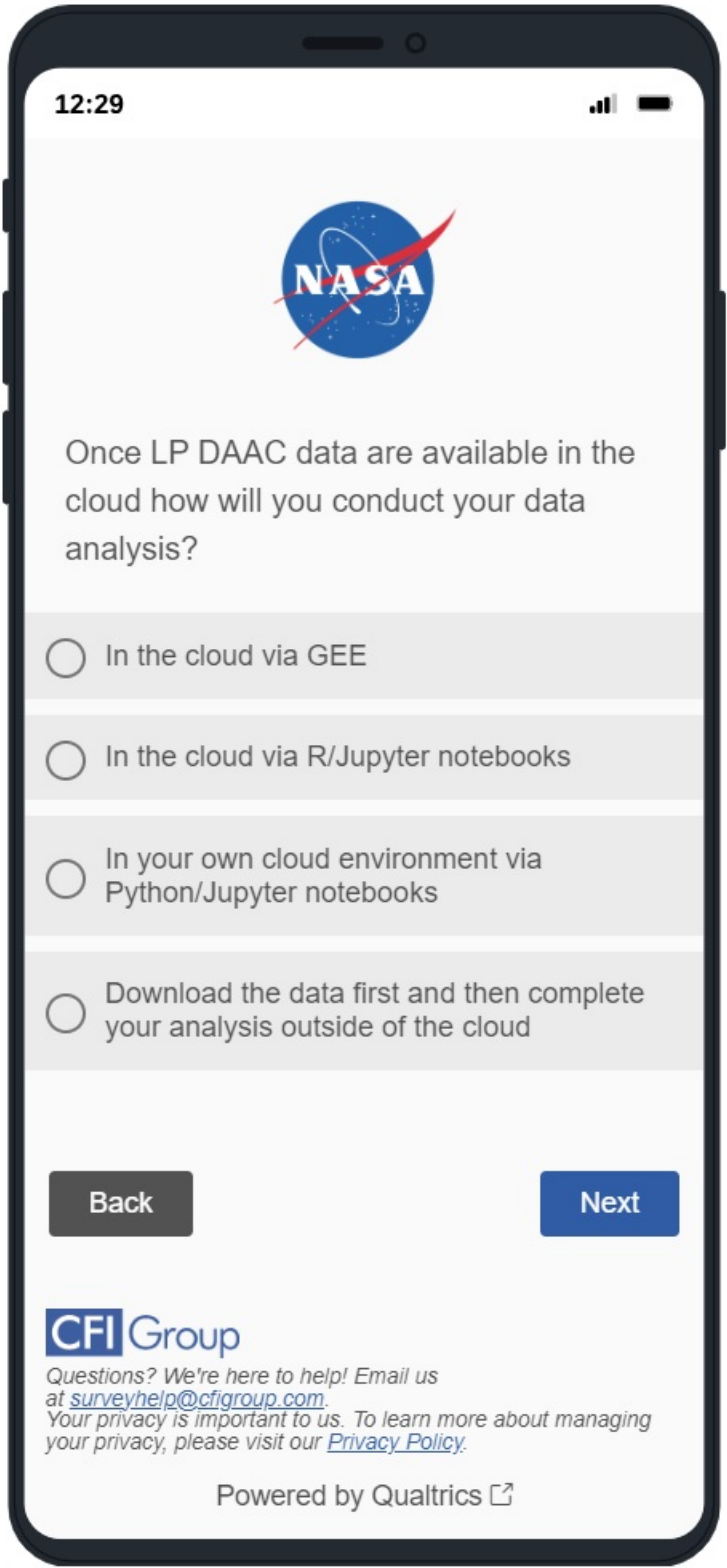 12:29
NASA
Once LP DAAC data are available in the
cloud how will you conduct your data
analysis?
In the cloud via GEE
In the cloud via R/Jupyter notebooks
In your own cloud environment via
Python/Jupyter notebooks
Download the data first and then complete
your analysis outside of the cloud
Back
Next
CFI Group
Questions? We're here to help! Email us
at surveyhelp@cfigroup.com.
Your privacy is important to us. To learn more about managing
your privacy, please visit our Privacy Policy.
Powered by Qualtrics